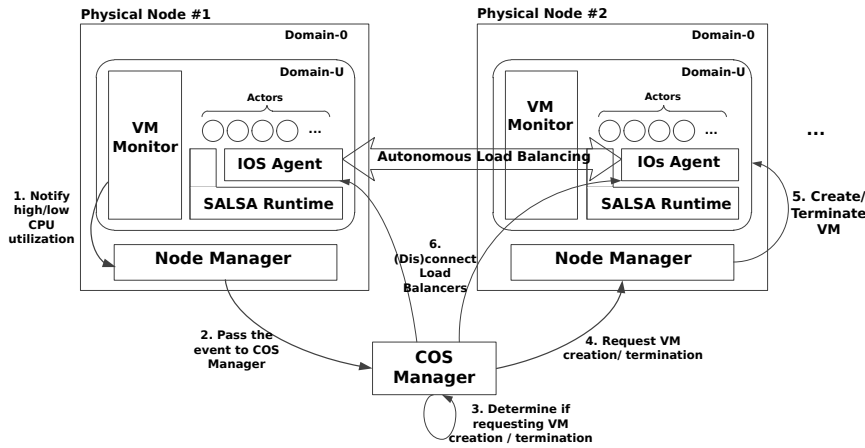 Physical Node #1
Physical Node #2
Domain-0
Domain-0
Domain-U
Domain-U
VM
Monitor
Actors
...
IOS Agent
SALSA Runtime
Autonomous Load Balancing
VM
Monitor
Actors
...
IOs Agent
SALSA Runtime
...
1. Notify
high/low
CPU
utilization
5. Create/
Terminate
VM
Node Manager
6.
(Dis)connect
Load
Balancers
Node Manager
2. Pass the
event to COS
Manager
COS
Manager
4. Request VM
creation/ termination
3. Determine if
requesting VM
creation / termination